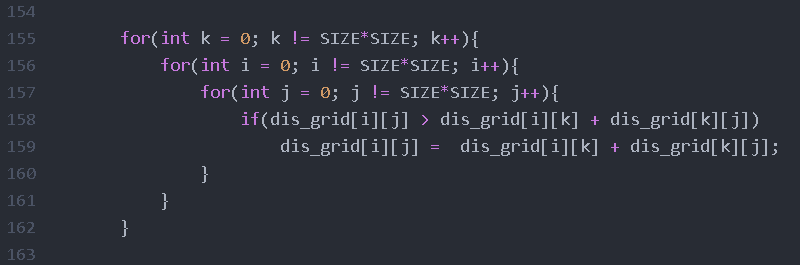 154
155 for(int k = 0; k != SIZE*SIZE; k++){
156 for(int i = 0; i != SIZE*SIZE; i++){
157 for(int j = 0; j != SIZE*SIZE; j++){
158 if(dis_grid[i][j] > dis_grid[i][k] + dis_grid[k][j])
159 dis_grid[i][j] =  dis_grid[i][k] + dis_grid[k][j];
160 }
161 }
162 }
163